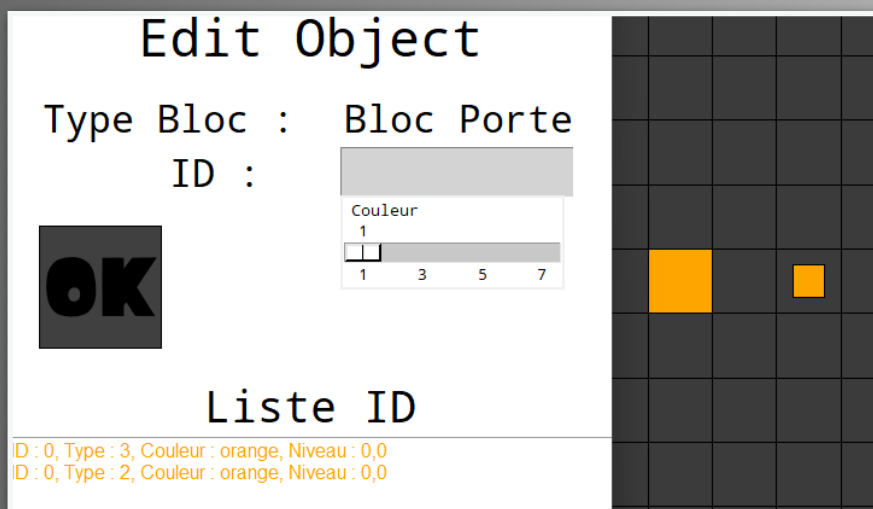 Edit Object
Type Bloc : Bloc Porte
ID :
Couleur
1
1 3 5 7
OK
Liste ID
ID : 0, Type : 3, Couleur : orange, Niveau : 0,0
ID : 0, Type : 2, Couleur : orange, Niveau : 0,0